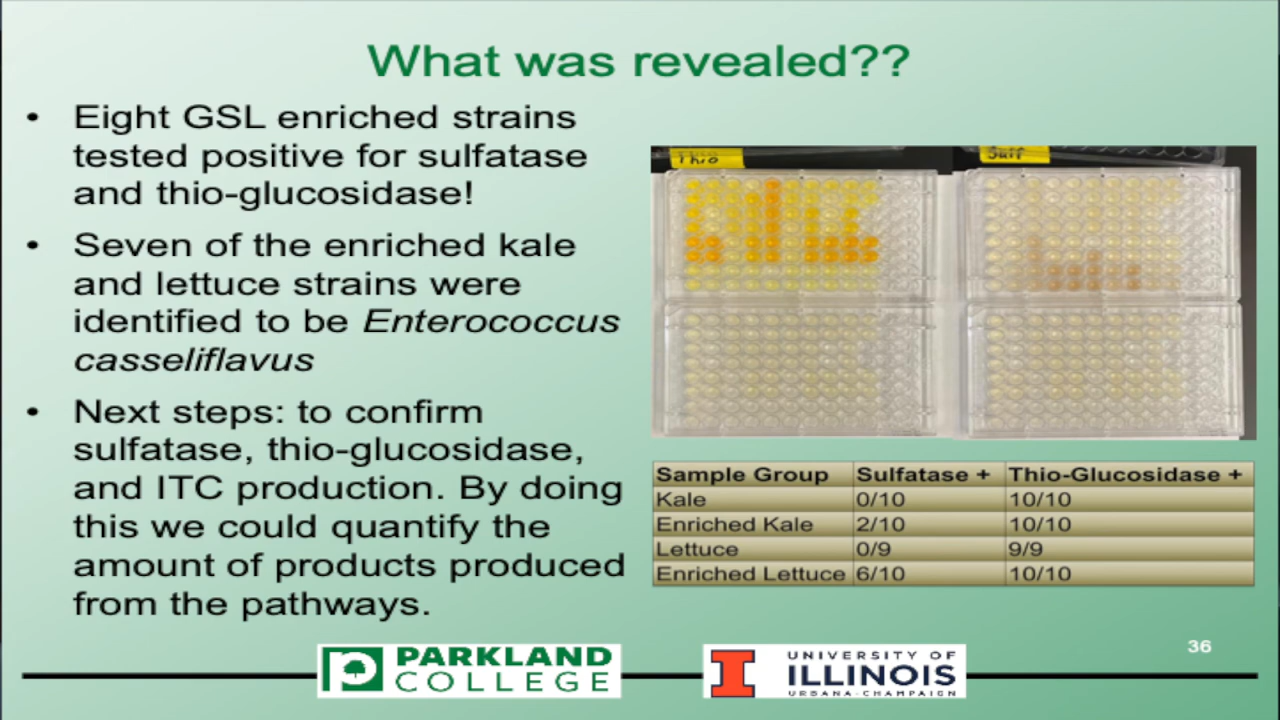 What was revealed??
• Eight GSL enriched strains
tested positive for sulfatase
and thio-glucosidase!
• Seven of the enriched kale
and lettuce strains were
identified to be Enterococcus
casseliflavus
• Next steps: to confirm
sulfatase, thio-glucosidase,
and ITC production. By doing
this we could quantify the
amount of products produced
from the pathways.
Thio
Sulf
Sample Group Sulfatase + Thio-Glucosidase +
Kale 0/10 10/10
Enriched Kale 2/10 10/10
Lettuce 0/9 9/9
Enriched Lettuce 6/10 10/10
36
PARKLAND
COLLEGE
UNIVERSITY OF
ILLINOIS
URBANA-CHAMPAIGN